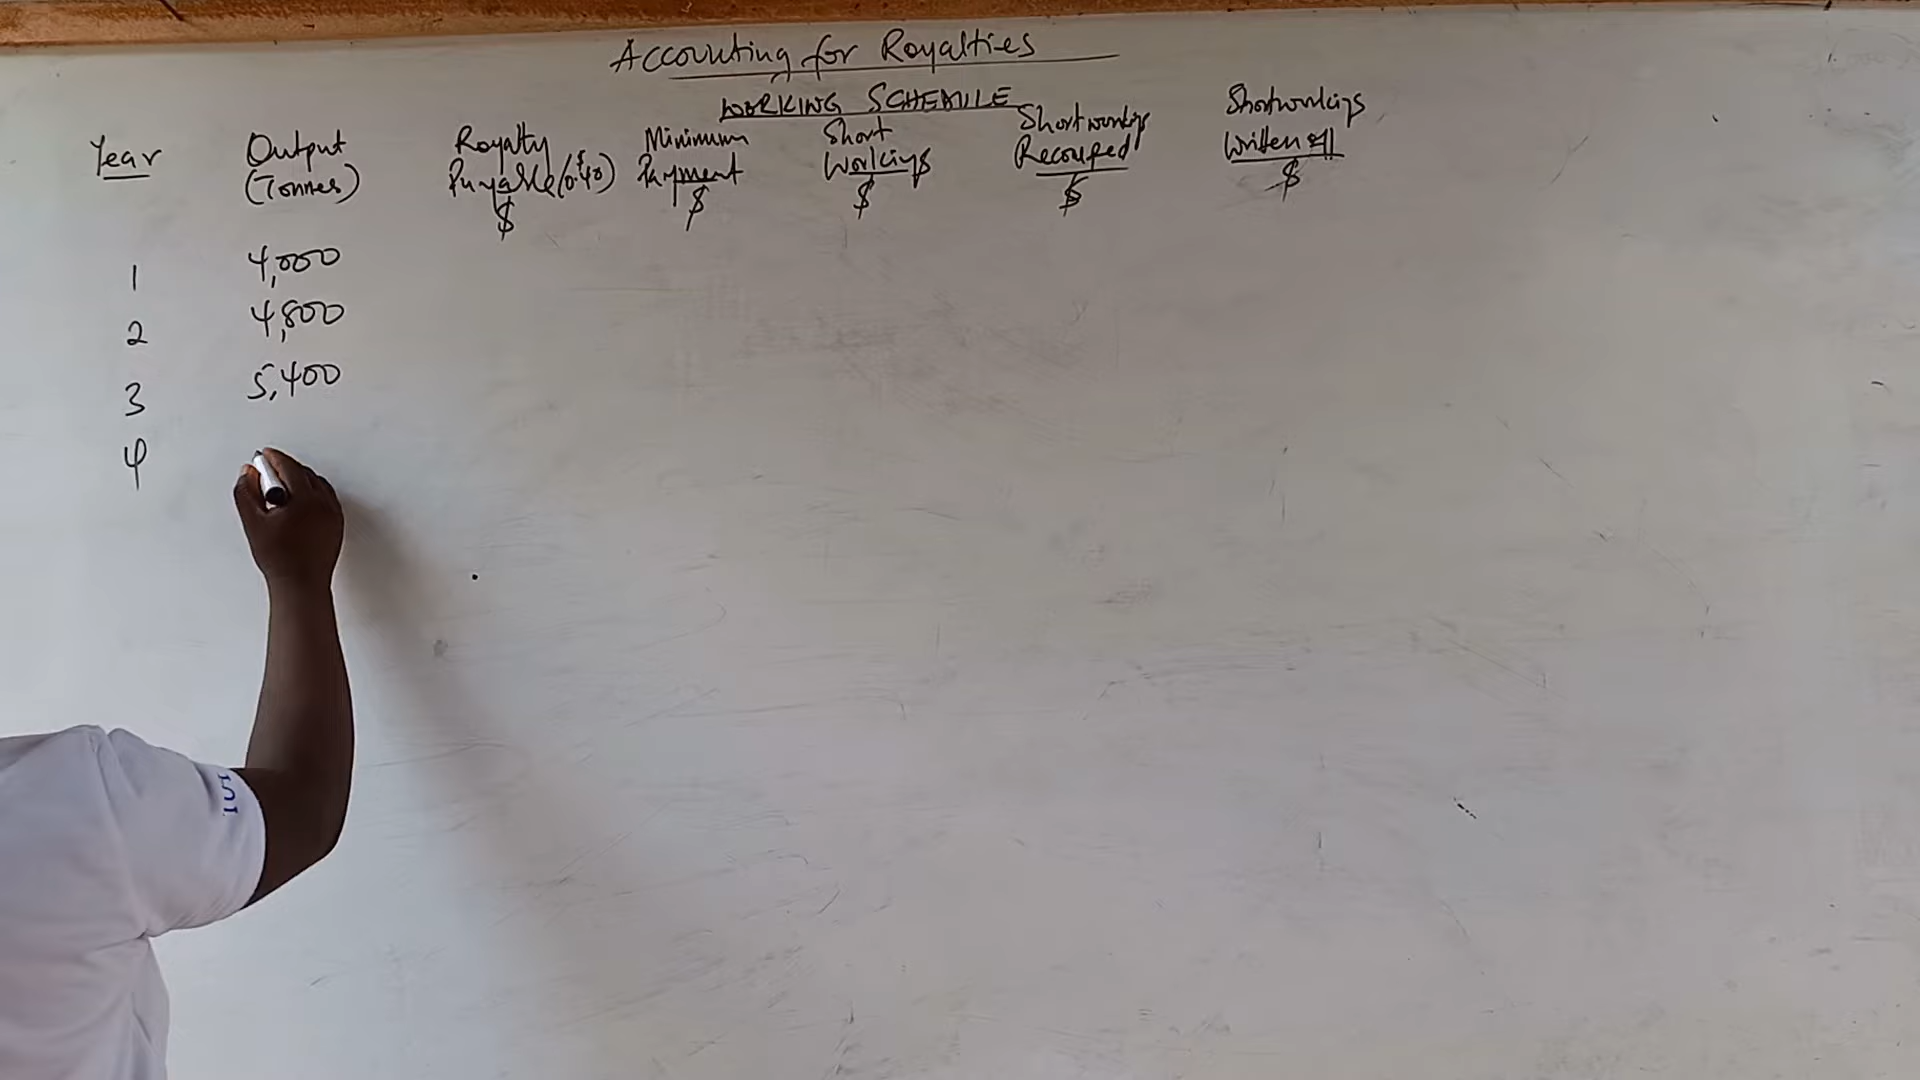 Accounting for Royalties
WORKING SCHEDULE
Year
Output
(Tonnes)
Royalty
Payable ($0.40)
$
Minimum
Payment
$
Short
Workings
$
Shortworkings
Recouped
$
Shortworkings
Written off
$
1 4,000
2 4,800
3 5,400
4